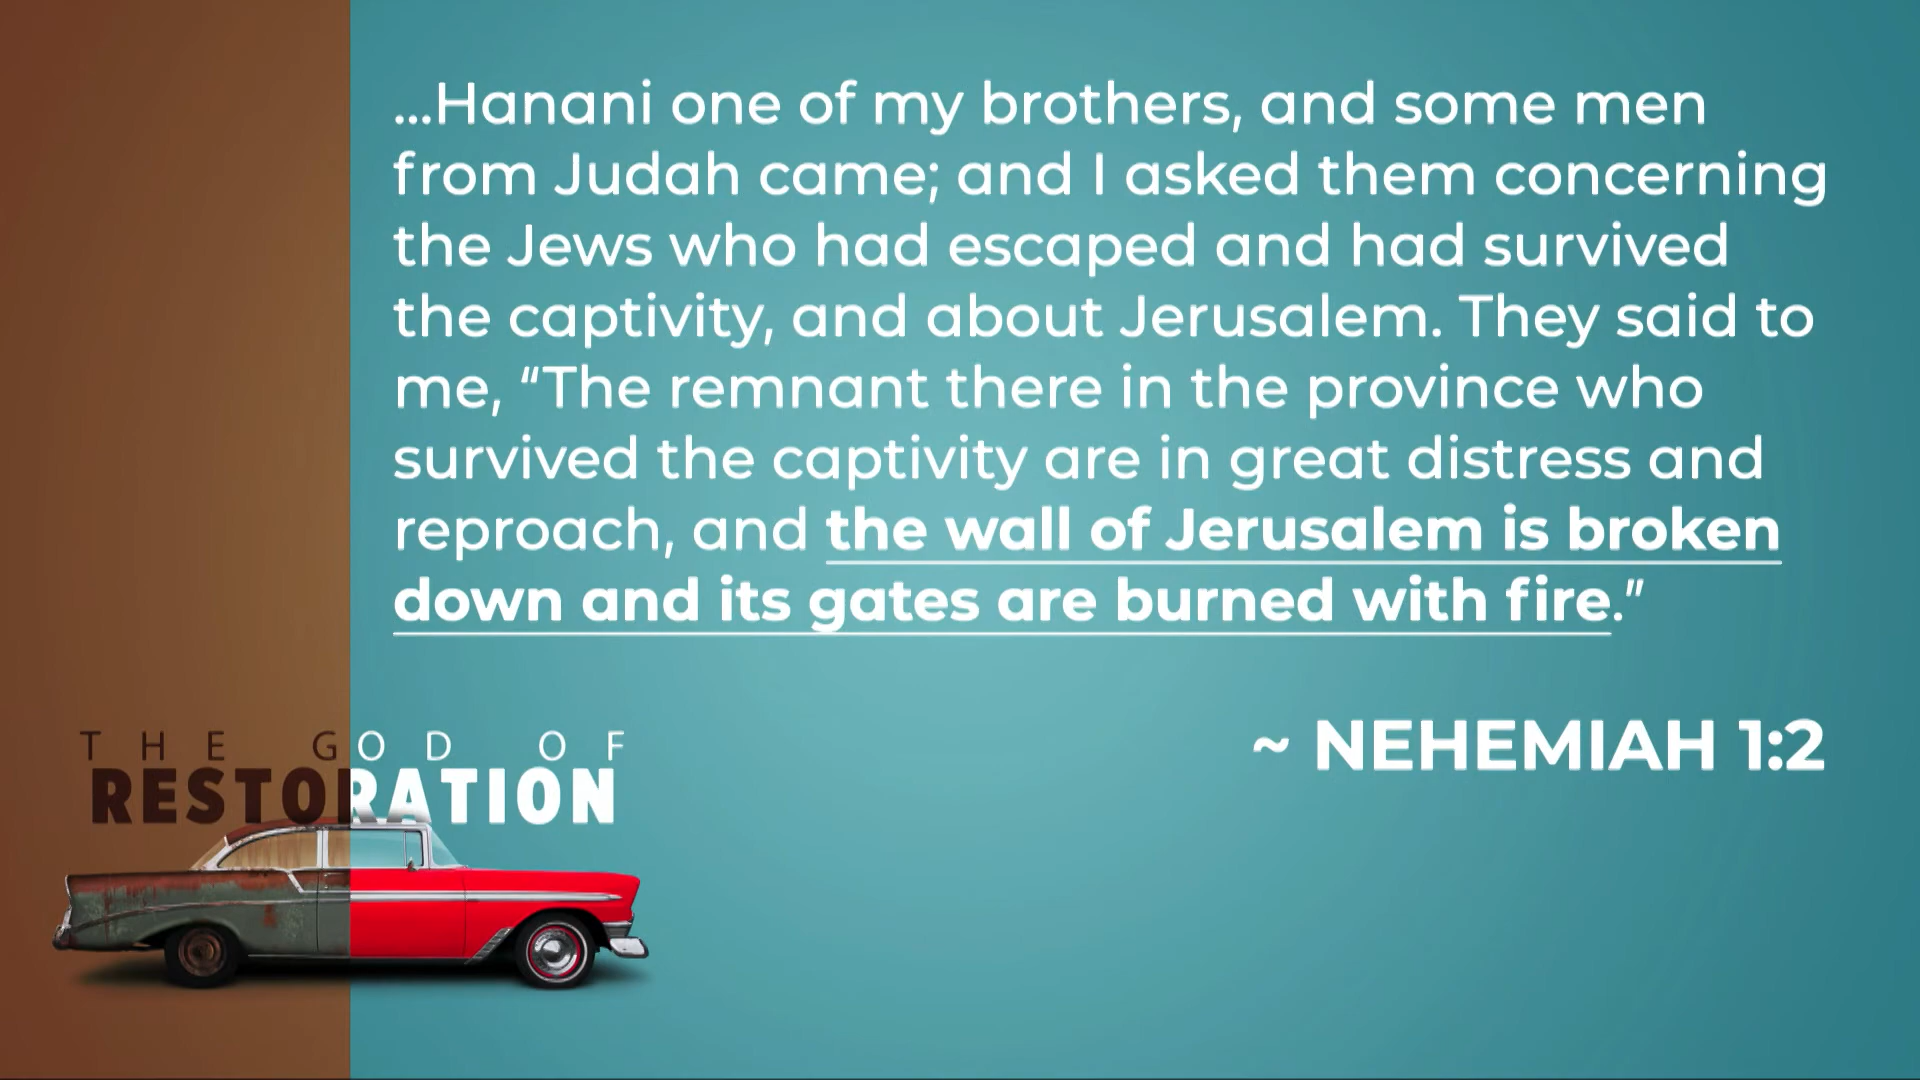 ...Hanani one of my brothers, and some men
from Judah came; and I asked them concerning
the Jews who had escaped and had survived
the captivity, and about Jerusalem. They said to
me, “The remnant there in the province who
survived the captivity are in great distress and
reproach, and the wall of Jerusalem is broken
down and its gates are burned with fire.”
~ NEHEMIAH 1:2
THE GOD OF
RESTORATION